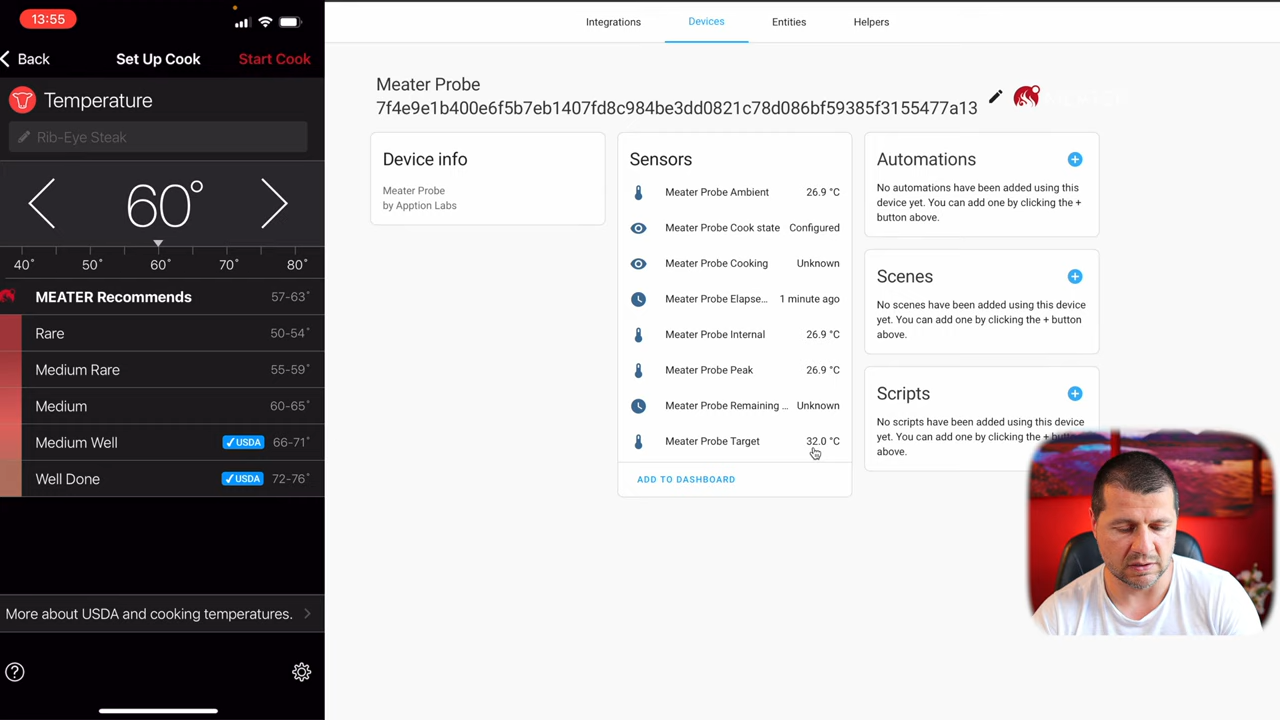 13:55
Back
Set Up Cook
Start Cook
Temperature
Rib-Eye Steak
60°
40°
50°
60°
70°
80°
MEATER Recommends 57-63°
Rare 50-54°
Medium Rare 55-59°
Medium 60-65°
Medium Well ✓USDA 66-71°
Well Done ✓USDA 72-76°
More about USDA and cooking temperatures.
Integrations
Devices
Entities
Helpers
Meater Probe
7f4e9e1b400e6f5b7eb1407fd8c984be3dd0821c78d086bf59385f3155477a13
MEATER
Device info
Meater Probe
by Apption Labs
Sensors
Meater Probe Ambient 26.9 °C
Meater Probe Cook state Configured
Meater Probe Cooking Unknown
Meater Probe Elapse... 1 minute ago
Meater Probe Internal 26.9 °C
Meater Probe Peak 26.9 °C
Meater Probe Remaining ... Unknown
Meater Probe Target 32.0 °C
ADD TO DASHBOARD
Automations
No automations have been added using this
device yet. You can add one by clicking the +
button above.
Scenes
No scenes have been added using this device
yet. You can add one by clicking the + button
above.
Scripts
No scripts have been added using this device
yet. You can add one by clicking the + button
above.